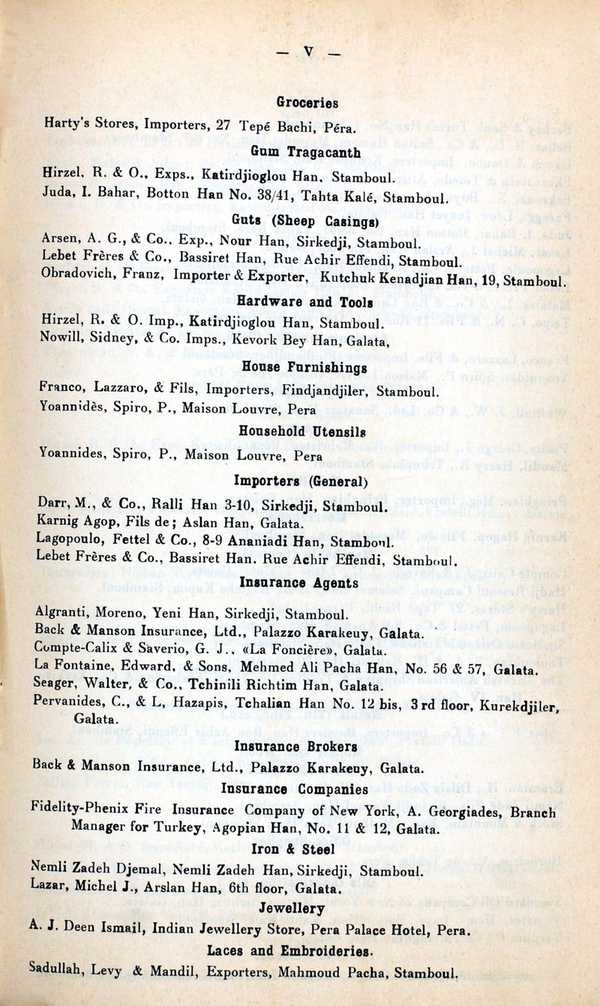 — V —
Groceries
Harty's Stores, Importers, 27 Tepé Bachi, Péra.
Gum Tragacanth
Hirzel, R. & O., Exps., Katirdjioglou Han, Stamboul.
Juda, I. Bahar, Botton Han No. 38/41, Tahta Kalé, Stamboul.
Guts (Sheep Casings)
Arsen, A. G., & Co., Exp., Nour Han, Sirkedji, Stamboul.
Lebet Frères & Co., Bassiret Han, Rue Achir Effendi, Stamboul.
Obradovich, Franz, Importer & Exporter, Kutchuk Kenadjian Han, 19, Stamboul.
Hardware and Tools
Hirzel, R. & O. Imp., Katirdjioglou Han, Stamboul.
Nowill, Sidney, & Co. Imps., Kevork Bey Han, Galata,
House Furnishings
Franco, Lazzaro, & Fils, Importers, Findjandjiler, Stamboul.
Yoannidès, Spiro, P., Maison Louvre, Pera
Household Utensils
Yoannides, Spiro, P., Maison Louvre, Pera
Importers (General)
Darr, M., & Co., Ralli Han 3-10, Sirkedji, Stamboul.
Karnig Agop, Fils de; Aslan Han, Galata.
Lagopoulo, Fettel & Co., 8-9 Ananiadi Han, Stamboul.
Lebet Frères & Co., Bassiret Han. Rue Achir Effendi, Stamboul.
Insurance Agents
Algranti, Moreno, Yeni Han, Sirkedji, Stamboul.
Back & Manson Insurance, Ltd., Palazzo Karakeuy, Galata.
Compte-Calix & Saverio, G. J., «La Foncière», Galata.
La Fontaine, Edward, & Sons, Mehmed Ali Pacha Han, No. 56 & 57, Galata.
Seager, Walter, & Co., Tchinili Richtim Han, Galata.
Pervanides, C., & L, Hazapis, Tchalian Han No. 12 bis, 3 rd floor, Kurekdjiler,
Galata.
Insurance Brokers
Back & Manson Insurance, Ltd., Palazzo Karakeuy, Galata.
Insurance Companies
Fidelity-Phenix Fire Insurance Company of New York, A. Georgiades, Branch
Manager for Turkey, Agopian Han, No. 11 & 12, Galata.
Iron & Steel
Nemli Zadeh Djemal, Nemli Zadeh Han, Sirkedji, Stamboul.
Lazar, Michel J., Arslan Han, 6th floor, Galata.
Jewellery
A. J. Deen Ismail, Indian Jewellery Store, Pera Palace Hotel, Pera.
Laces and Embroideries.
Sadullah, Levy & Mandil, Exporters, Mahmoud Pacha, Stamboul.